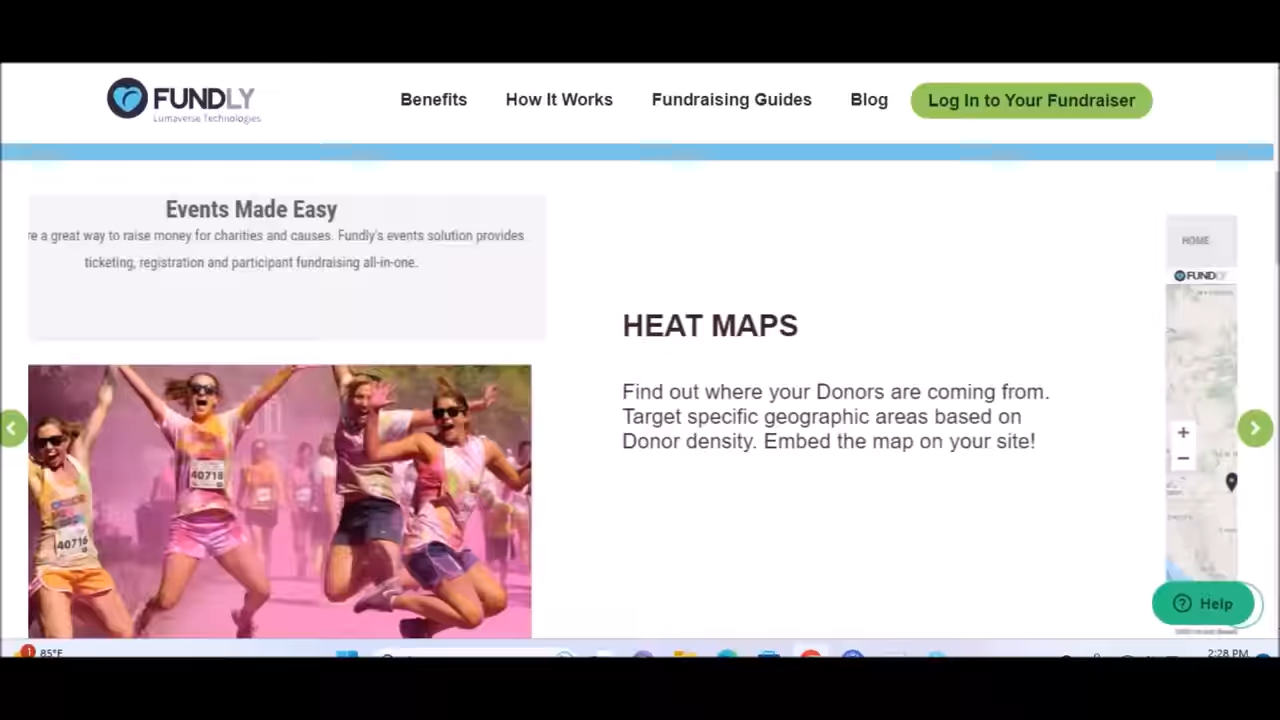 FUNDLY
Lumaverse Technologies
Benefits
How It Works
Fundraising Guides
Blog
Log In to Your Fundraiser
Events Made Easy
re a great way to raise money for charities and causes. Fundly's events solution provides
ticketing, registration and participant fundraising all-in-one.
HOME
FUNDLY
HEAT MAPS
Find out where your Donors are coming from.
Target specific geographic areas based on
Donor density. Embed the map on your site!
40718
40716
+
−
Help
1
85°F
2:28 PM